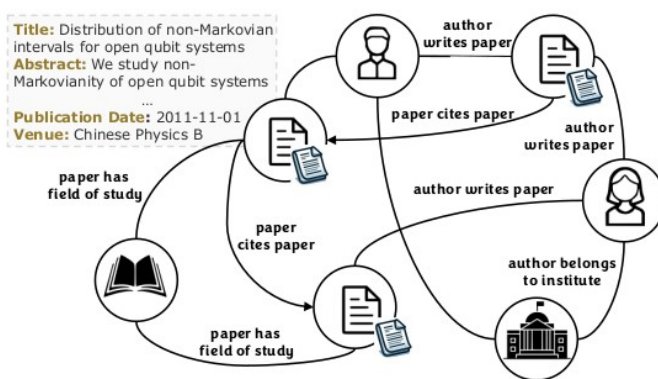 Title: Distribution of non-Markovian
intervals for open qubit systems
Abstract: We study non-
Markovianity of open qubit systems
...
Publication Date: 2011-11-01
Venue: Chinese Physics B
author
writes paper
paper cites paper
author
writes paper
paper has
field of study
author writes paper
paper
cites paper
author belongs
to institute
paper has
field of study